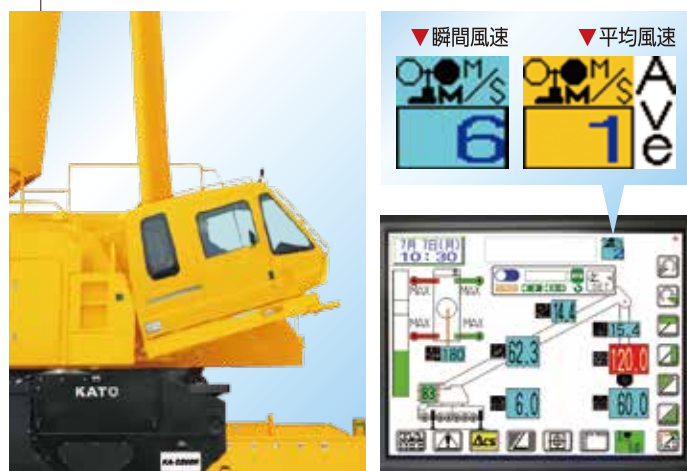 ▼瞬間風速
▼平均風速
M/S
M
6
M/S
M
1
Ave
7月 7日(月)
10:30
MAX
MAX
MAX
MAX
180
14.4
15.4
62.3
120.0
83
6.0
60.0
ACS
KATO